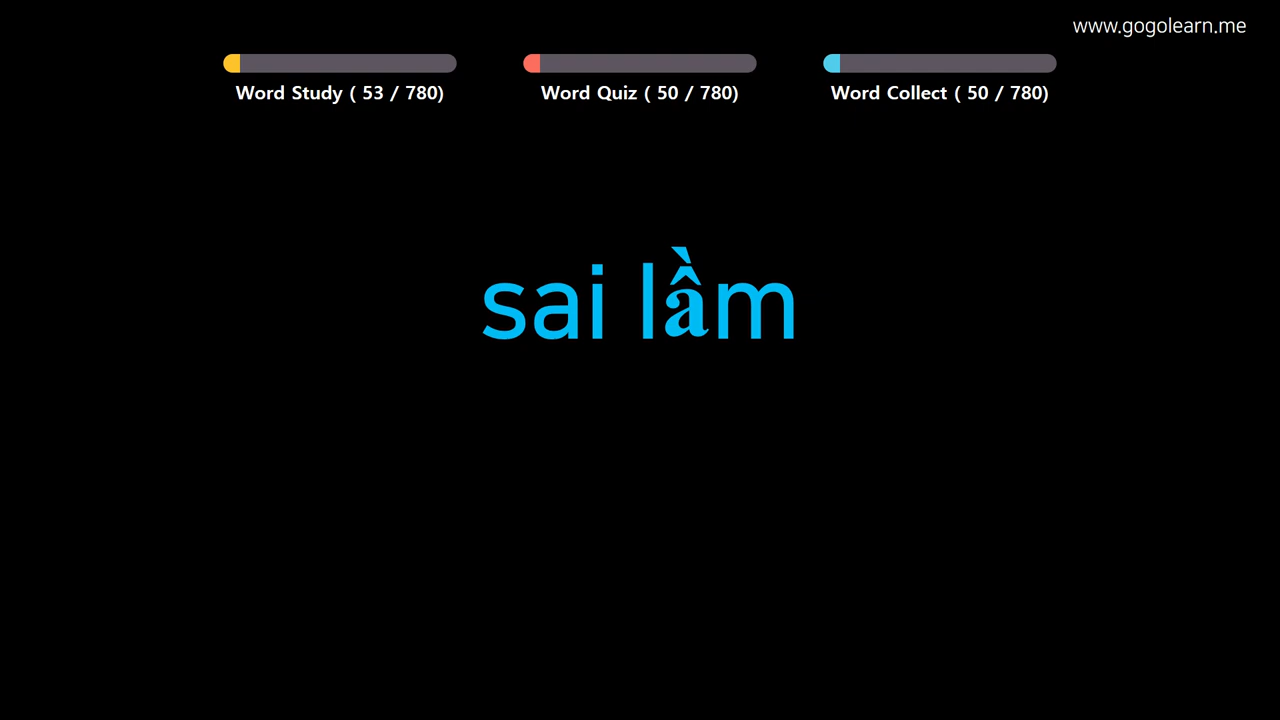 www.gogolearn.me
Word Study ( 53 / 780)
Word Quiz ( 50 / 780)
Word Collect ( 50 / 780)
sai lầm